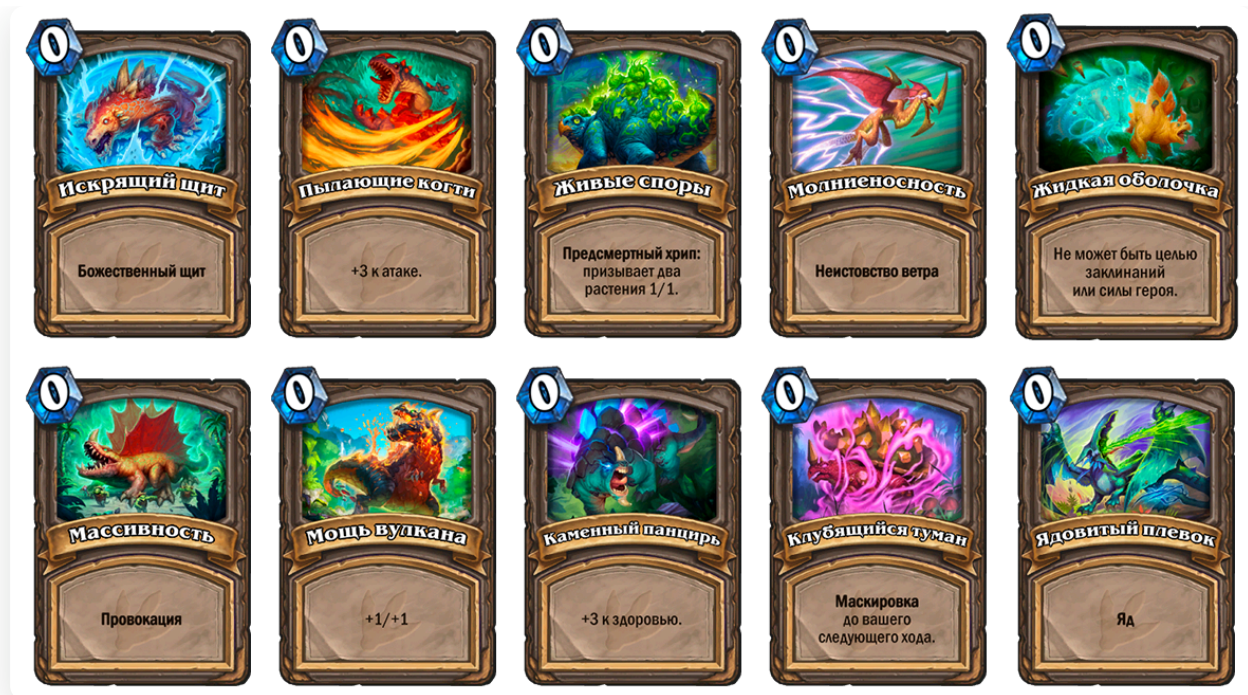 0
Искрящий щит
Божественный щит
0
Пылающие когти
+3 к атаке.
0
Живые споры
Предсмертный хрип:
призывает два
растения 1/1.
0
Молниеносность
Неистовство ветра
0
Жидкая оболочка
Не может быть целью
заклинаний
или силы героя.
0
Массивность
Провокация
0
Мощь вулкана
+1/+1
0
Каменный панцирь
+3 к здоровью.
0
Клубящийся туман
Маскировка
до вашего
следующего хода.
0
Ядовитый плевок
Яд